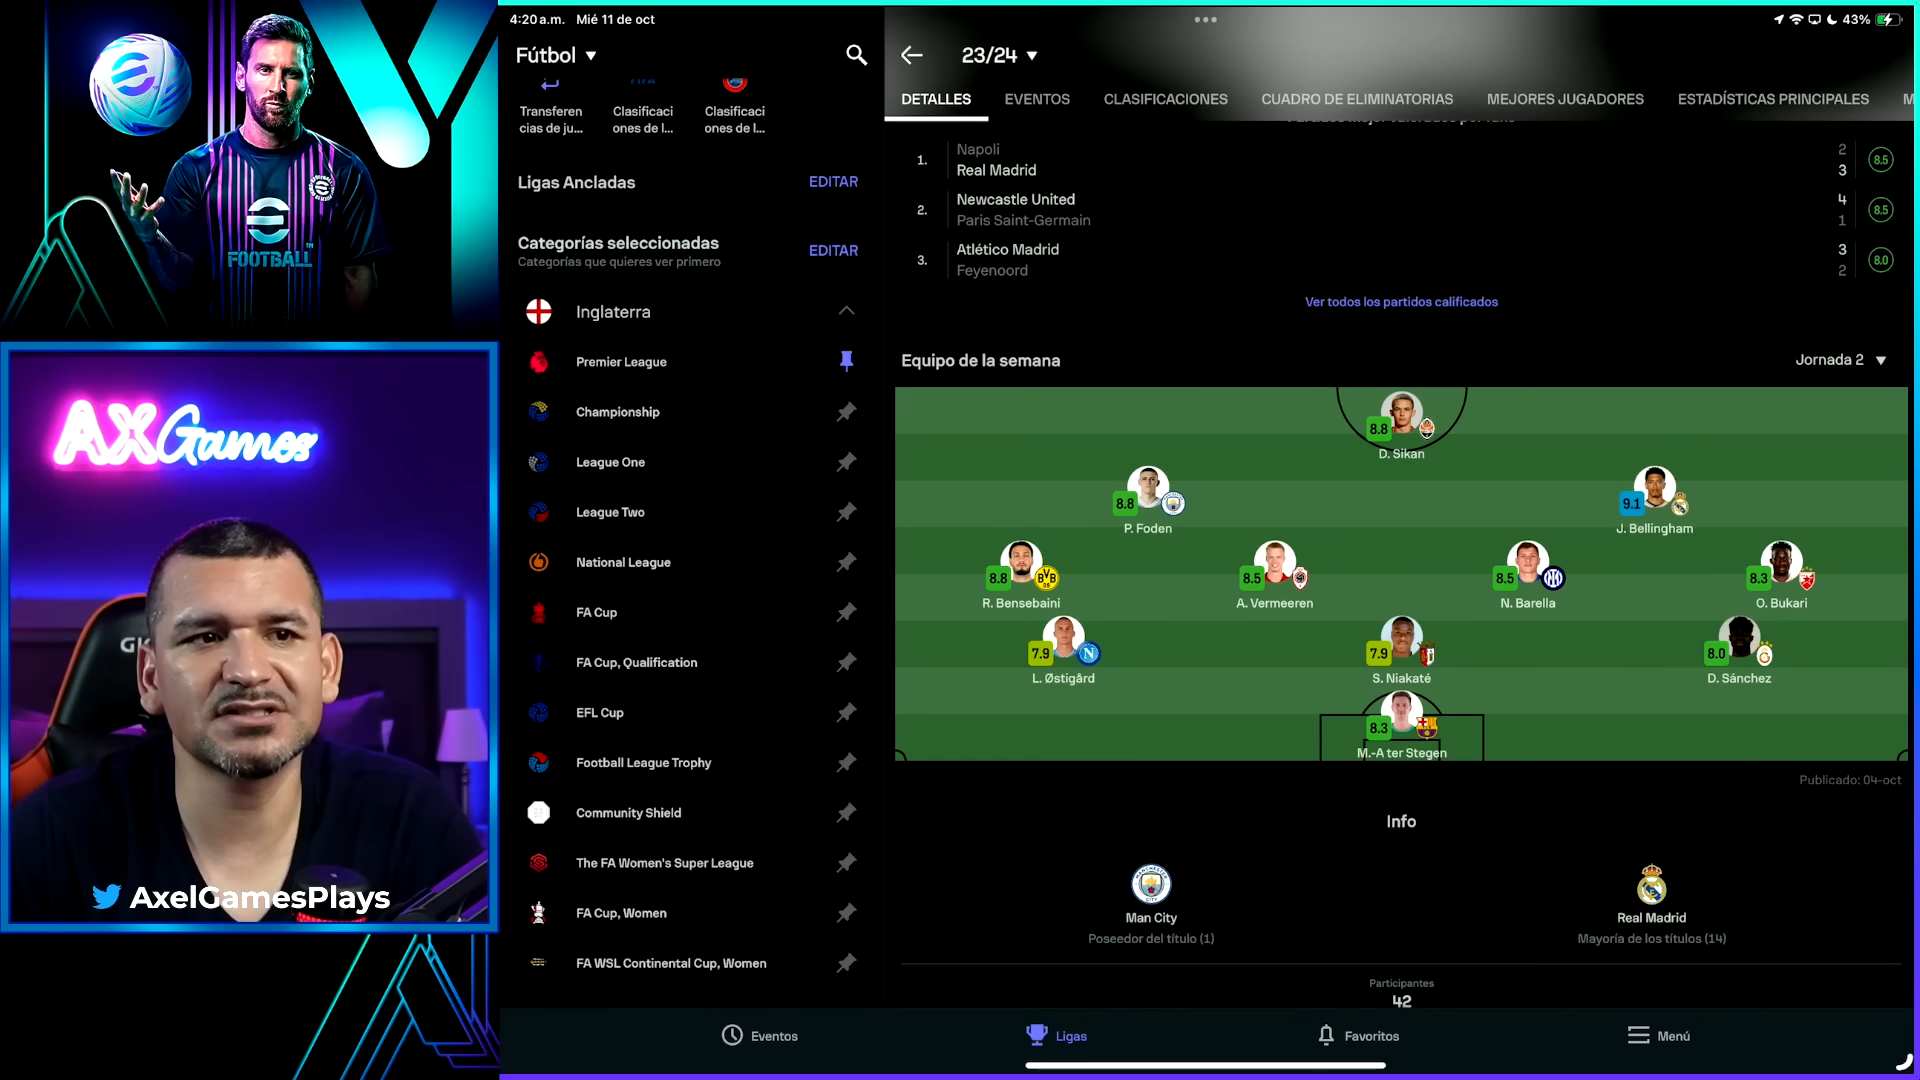 FOOTBALL™
AXGames
GK
AxelGamesPlays
4:20 a.m. Mié 11 de oct
43%
Fútbol
Transferen
cias de ju...
FIFA
Clasificaci
ones de l...
Clasificaci
ones de l...
Ligas Ancladas
EDITAR
Categorías seleccionadas
Categorías que quieres ver primero
EDITAR
Inglaterra
Premier League
Championship
League One
League Two
National League
FA Cup
FA Cup, Qualification
EFL Cup
Football League Trophy
Community Shield
The FA Women's Super League
FA Cup, Women
FA WSL Continental Cup, Women
23/24
DETALLES
EVENTOS
CLASIFICACIONES
CUADRO DE ELIMINATORIAS
MEJORES JUGADORES
ESTADÍSTICAS PRINCIPALES
M
1.
Napoli 2
Real Madrid 3
8.5
2.
Newcastle United 4
Paris Saint-Germain 1
8.5
3.
Atlético Madrid 3
Feyenoord 2
8.0
Ver todos los partidos calificados
Equipo de la semana
Jornada 2
8.8
D. Sikan
8.8
P. Foden
9.1
J. Bellingham
8.8
BVB
09
R. Bensebaini
8.5
A. Vermeeren
8.5
N. Barella
8.3
O. Bukari
7.9
N
L. Østigård
7.9
S. Niakaté
8.0
D. Sánchez
8.3
M.-A ter Stegen
Publicado: 04-oct
Info
Man City
Poseedor del título (1)
Real Madrid
Mayoría de los títulos (14)
Participantes
42
Eventos
Ligas
Favoritos
Menú